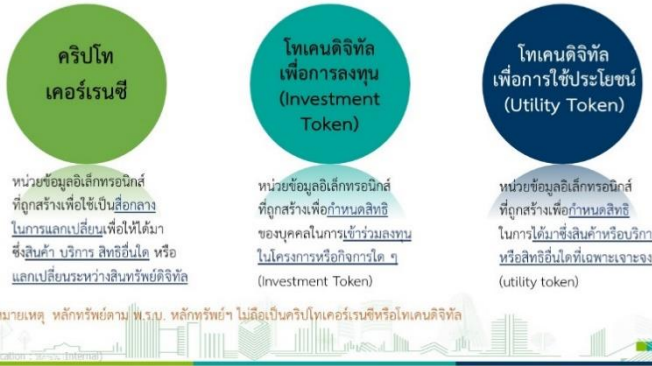 คริปโท
เคอร์เรนซี
โทเคนดิจิทัล
เพื่อการลงทุน
(Investment
Token)
โทเคนดิจิทัล
เพื่อการใช้ประโยชน์
(Utility Token)
หน่วยข้อมูลอิเล็กทรอนิกส์
ที่ถูกสร้างเพื่อใช้เป็นสื่อกลาง
ในการแลกเปลี่ยนเพื่อให้ได้มา
ซึ่งสินค้า บริการ สิทธิอื่นใด หรือ
แลกเปลี่ยนระหว่างสินทรัพย์ดิจิทัล
หน่วยข้อมูลอิเล็กทรอนิกส์
ที่ถูกสร้างเพื่อกำหนดสิทธิ
ของบุคคลในการเข้าร่วมลงทุน
ในโครงการหรือกิจการใด ๆ
(Investment Token)
หน่วยข้อมูลอิเล็กทรอนิกส์
ที่ถูกสร้างเพื่อกำหนดสิทธิ
ในการได้มาซึ่งสินค้าหรือบริกา
หรือสิทธิอื่นใดที่เฉพาะเจาะจง
(utility token)
มายเหตุ หลักทรัพย์ตาม พ.ร.บ. หลักทรัพย์ฯ ไม่ถือเป็นคริปโทเคอร์เรนซีหรือโทเคนดิจิทัล